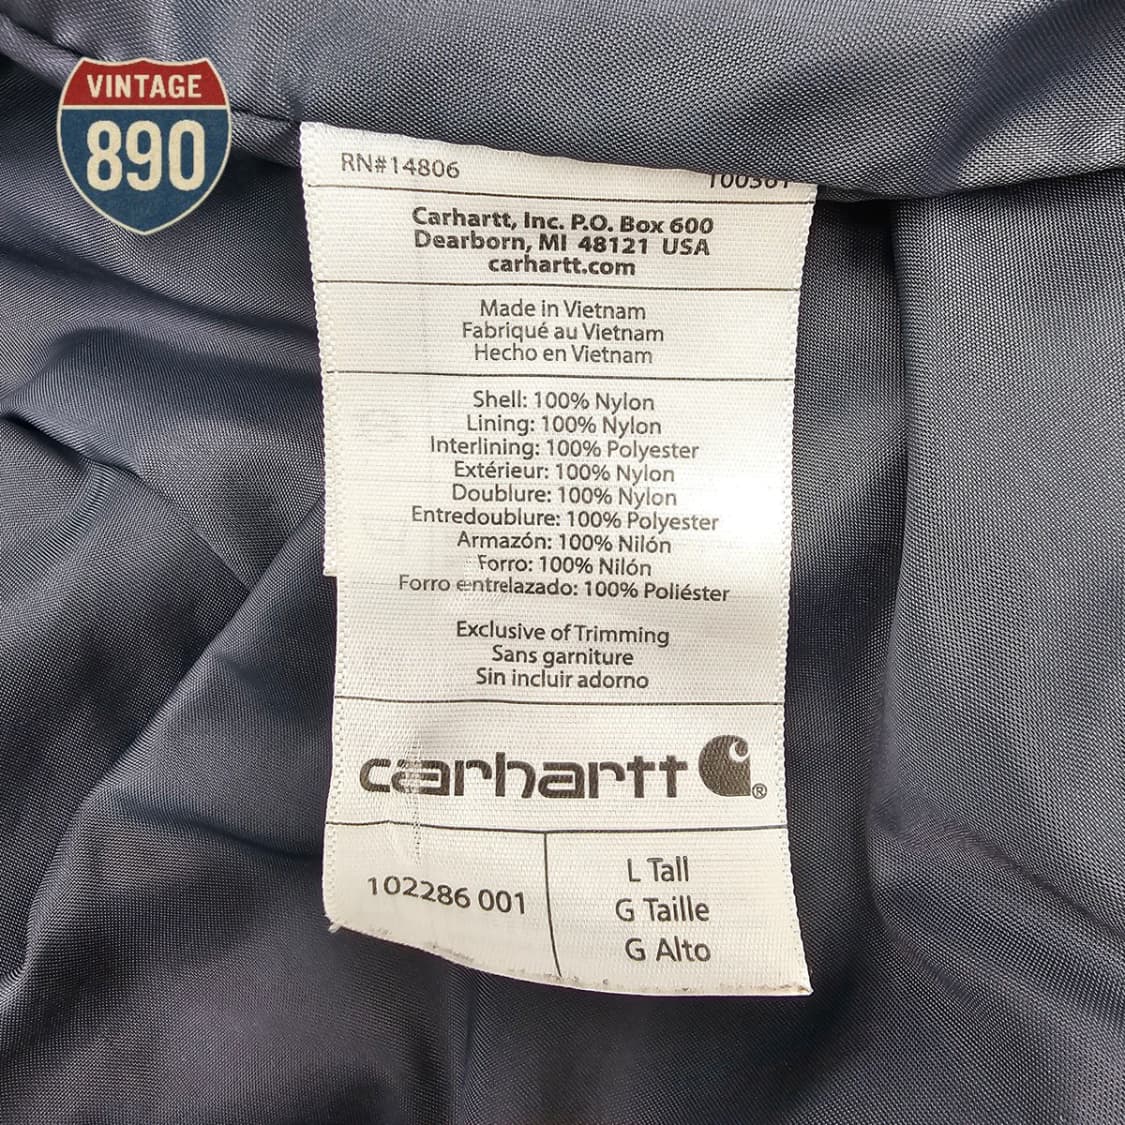 VINTAGE
890
RN#14806
Carhartt, Inc. P.O. Box 600
Dearborn, MI 48121 USA
carhartt.com
Made in Vietnam
Fabriqué au Vietnam
Hecho en Vietnam
Shell: 100% Nylon
Lining: 100% Nylon
Interlining: 100% Polyester
Extérieur: 100% Nylon
Doublure: 100% Nylon
Entredoublure: 100% Polyester
Armazón: 100% Nilón
Forro: 100% Nilón
Forro entrelazado: 100% Poliéster
Exclusive of Trimming
Sans garniture
Sin incluir adorno
carhartt ®
102286 001
L Tall
G Taille
G Alto